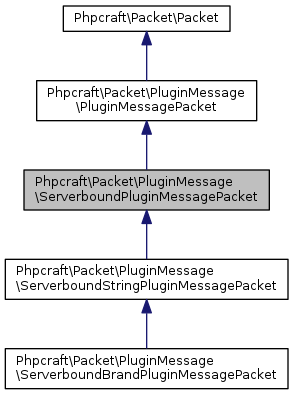 Phpcraft\Packet\Packet
Phpcraft\Packet\PluginMessage
\PluginMessagePacket
Phpcraft\Packet\PluginMessage
\ServerboundPluginMessagePacket
Phpcraft\Packet\PluginMessage
\ServerboundStringPluginMessagePacket
Phpcraft\Packet\PluginMessage
\ServerboundBrandPluginMessagePacket